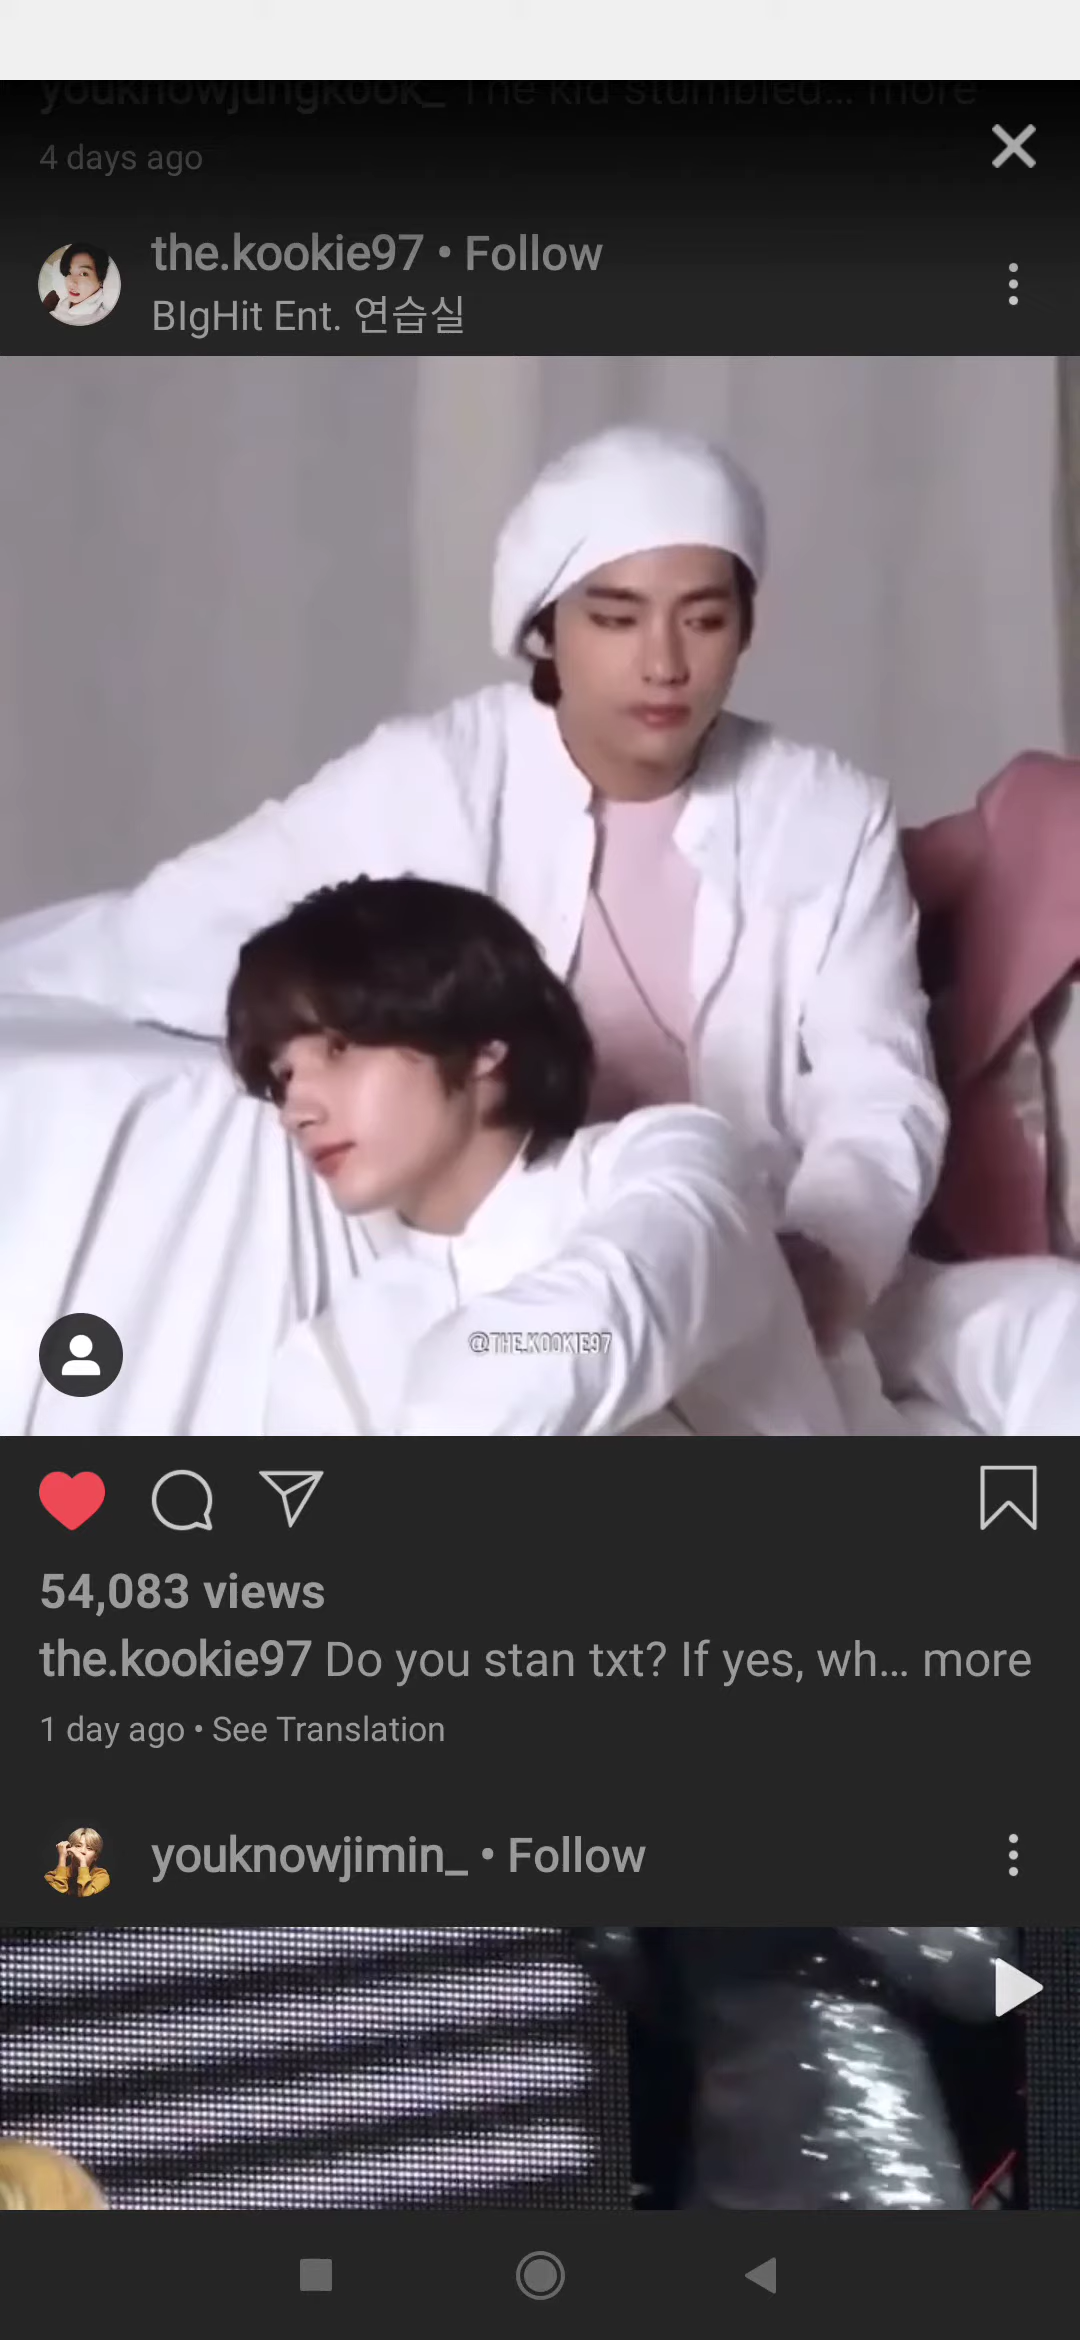 youknowjungkook_ The kid stumbled... more
4 days ago
the.kookie97 • Follow
BIgHit Ent. 연습실
@THE.KOOKIE97
54,083 views
the.kookie97 Do you stan txt? If yes, wh... more
1 day ago • See Translation
youknowjimin_ • Follow